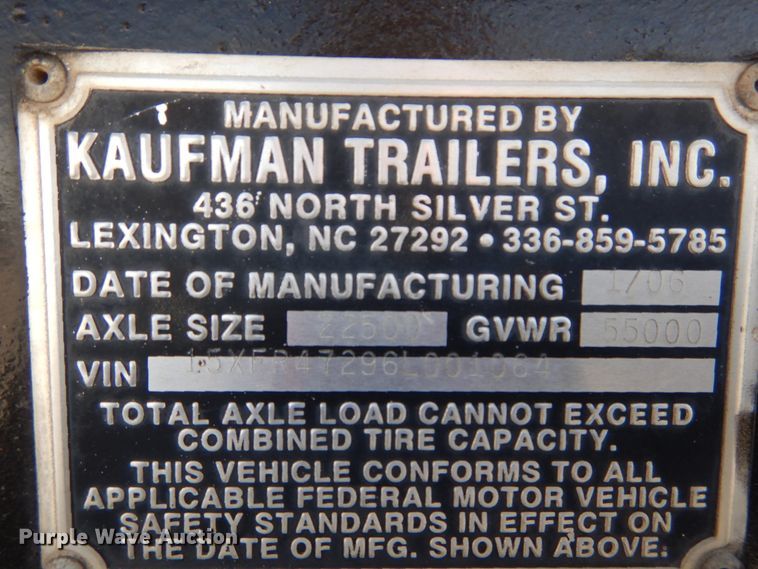 MANUFACTURED BY
KAUFMAN TRAILERS, INC.
436 NORTH SILVER ST.
LEXINGTON, NC 27292 • 336-859-5785
DATE OF MANUFACTURING 1/06
AXLE SIZE 22500 GVWR 55000
VIN 15XFR47296L001084
TOTAL AXLE LOAD CANNOT EXCEED
COMBINED TIRE CAPACITY.
THIS VEHICLE CONFORMS TO ALL
APPLICABLE FEDERAL MOTOR VEHICLE
SAFETY STANDARDS IN EFFECT ON
THE DATE OF MFG. SHOWN ABOVE.
Purple Wave Auction